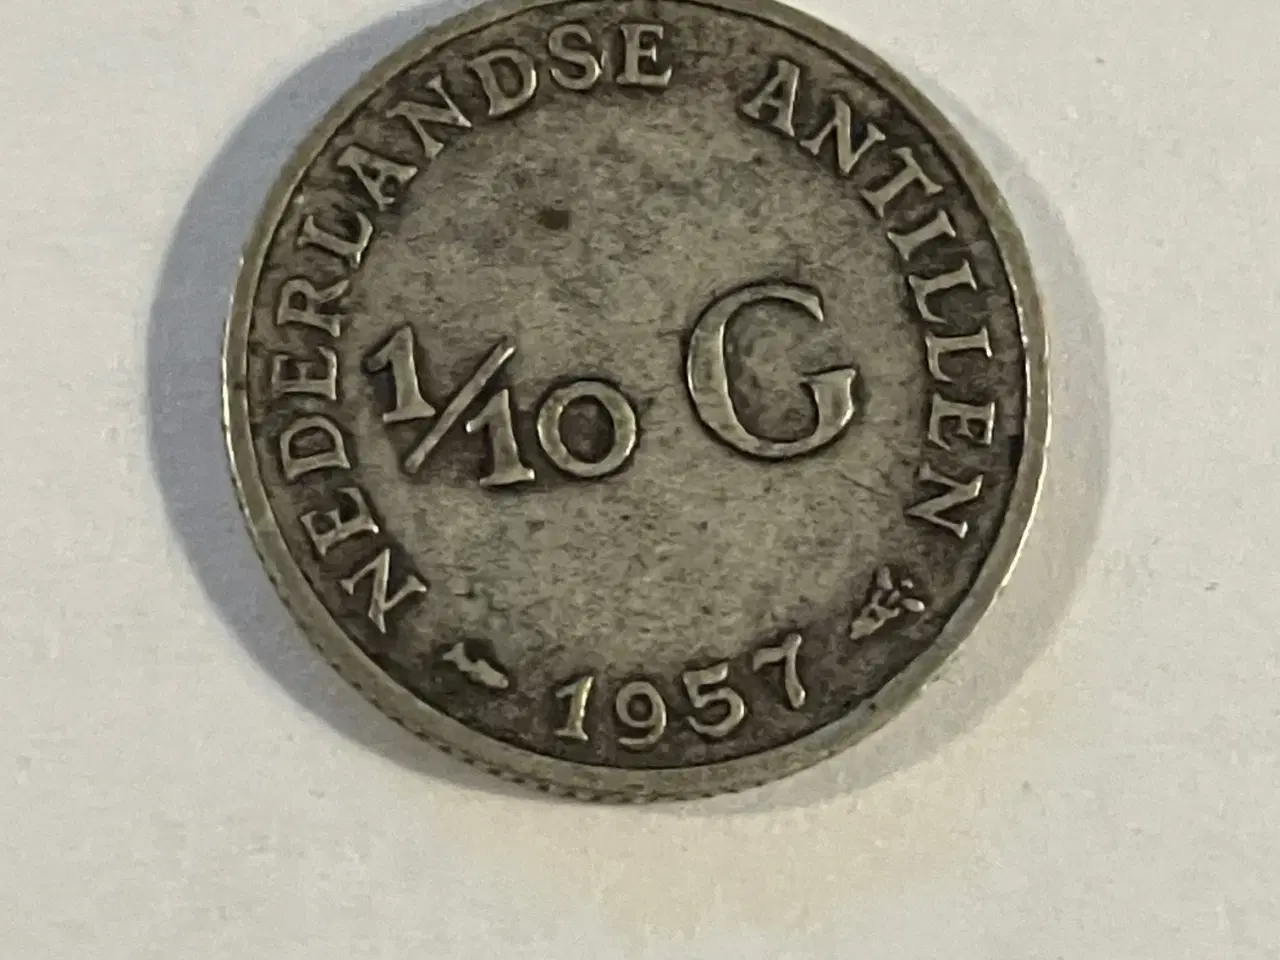 NEDERLANDSE ANTILLEN
1/10 G
1957